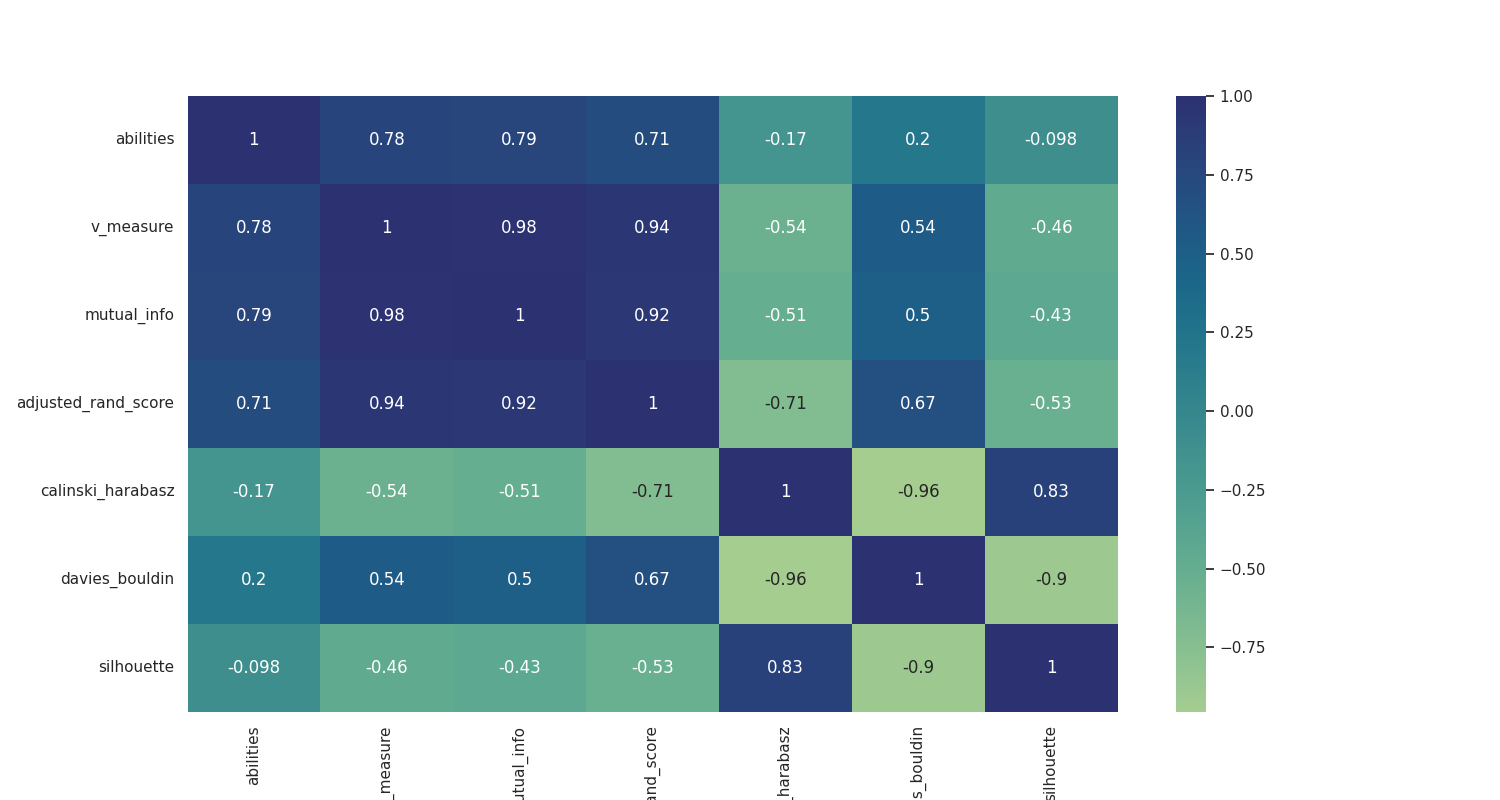 abilities 1 0.78 0.79 0.71 -0.17 0.2 -0.098
v_measure 0.78 1 0.98 0.94 -0.54 0.54 -0.46
mutual_info 0.79 0.98 1 0.92 -0.51 0.5 -0.43
adjusted_rand_score 0.71 0.94 0.92 1 -0.71 0.67 -0.53
calinski_harabasz -0.17 -0.54 -0.51 -0.71 1 -0.96 0.83
davies_bouldin 0.2 0.54 0.5 0.67 -0.96 1 -0.9
silhouette -0.098 -0.46 -0.43 -0.53 0.83 -0.9 1
abilities
_measure
utual_info
and_score
_harabasz
s_bouldin
silhouette
1.00
0.75
0.50
0.25
0.00
−0.25
−0.50
−0.75